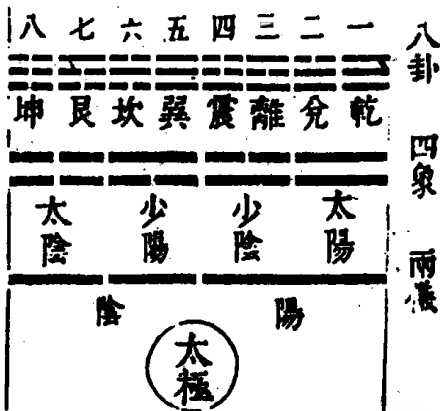 八卦　四象　兩儀
一 二 三 四 五 六 七 八
乾 兌 離 震 巽 坎 艮 坤
太陽 少陰 少陽 太陰
陽 陰
太極